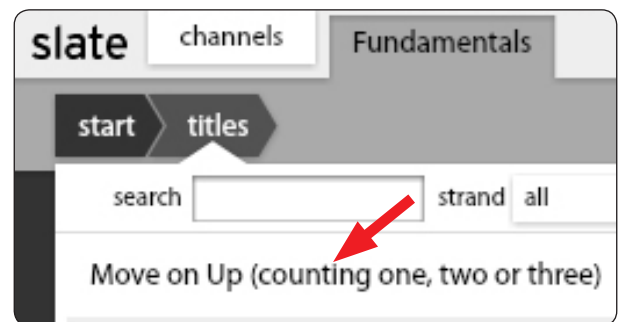 slate channels Fundamentals
start titles
search strand all
Move on Up (counting one, two or three)